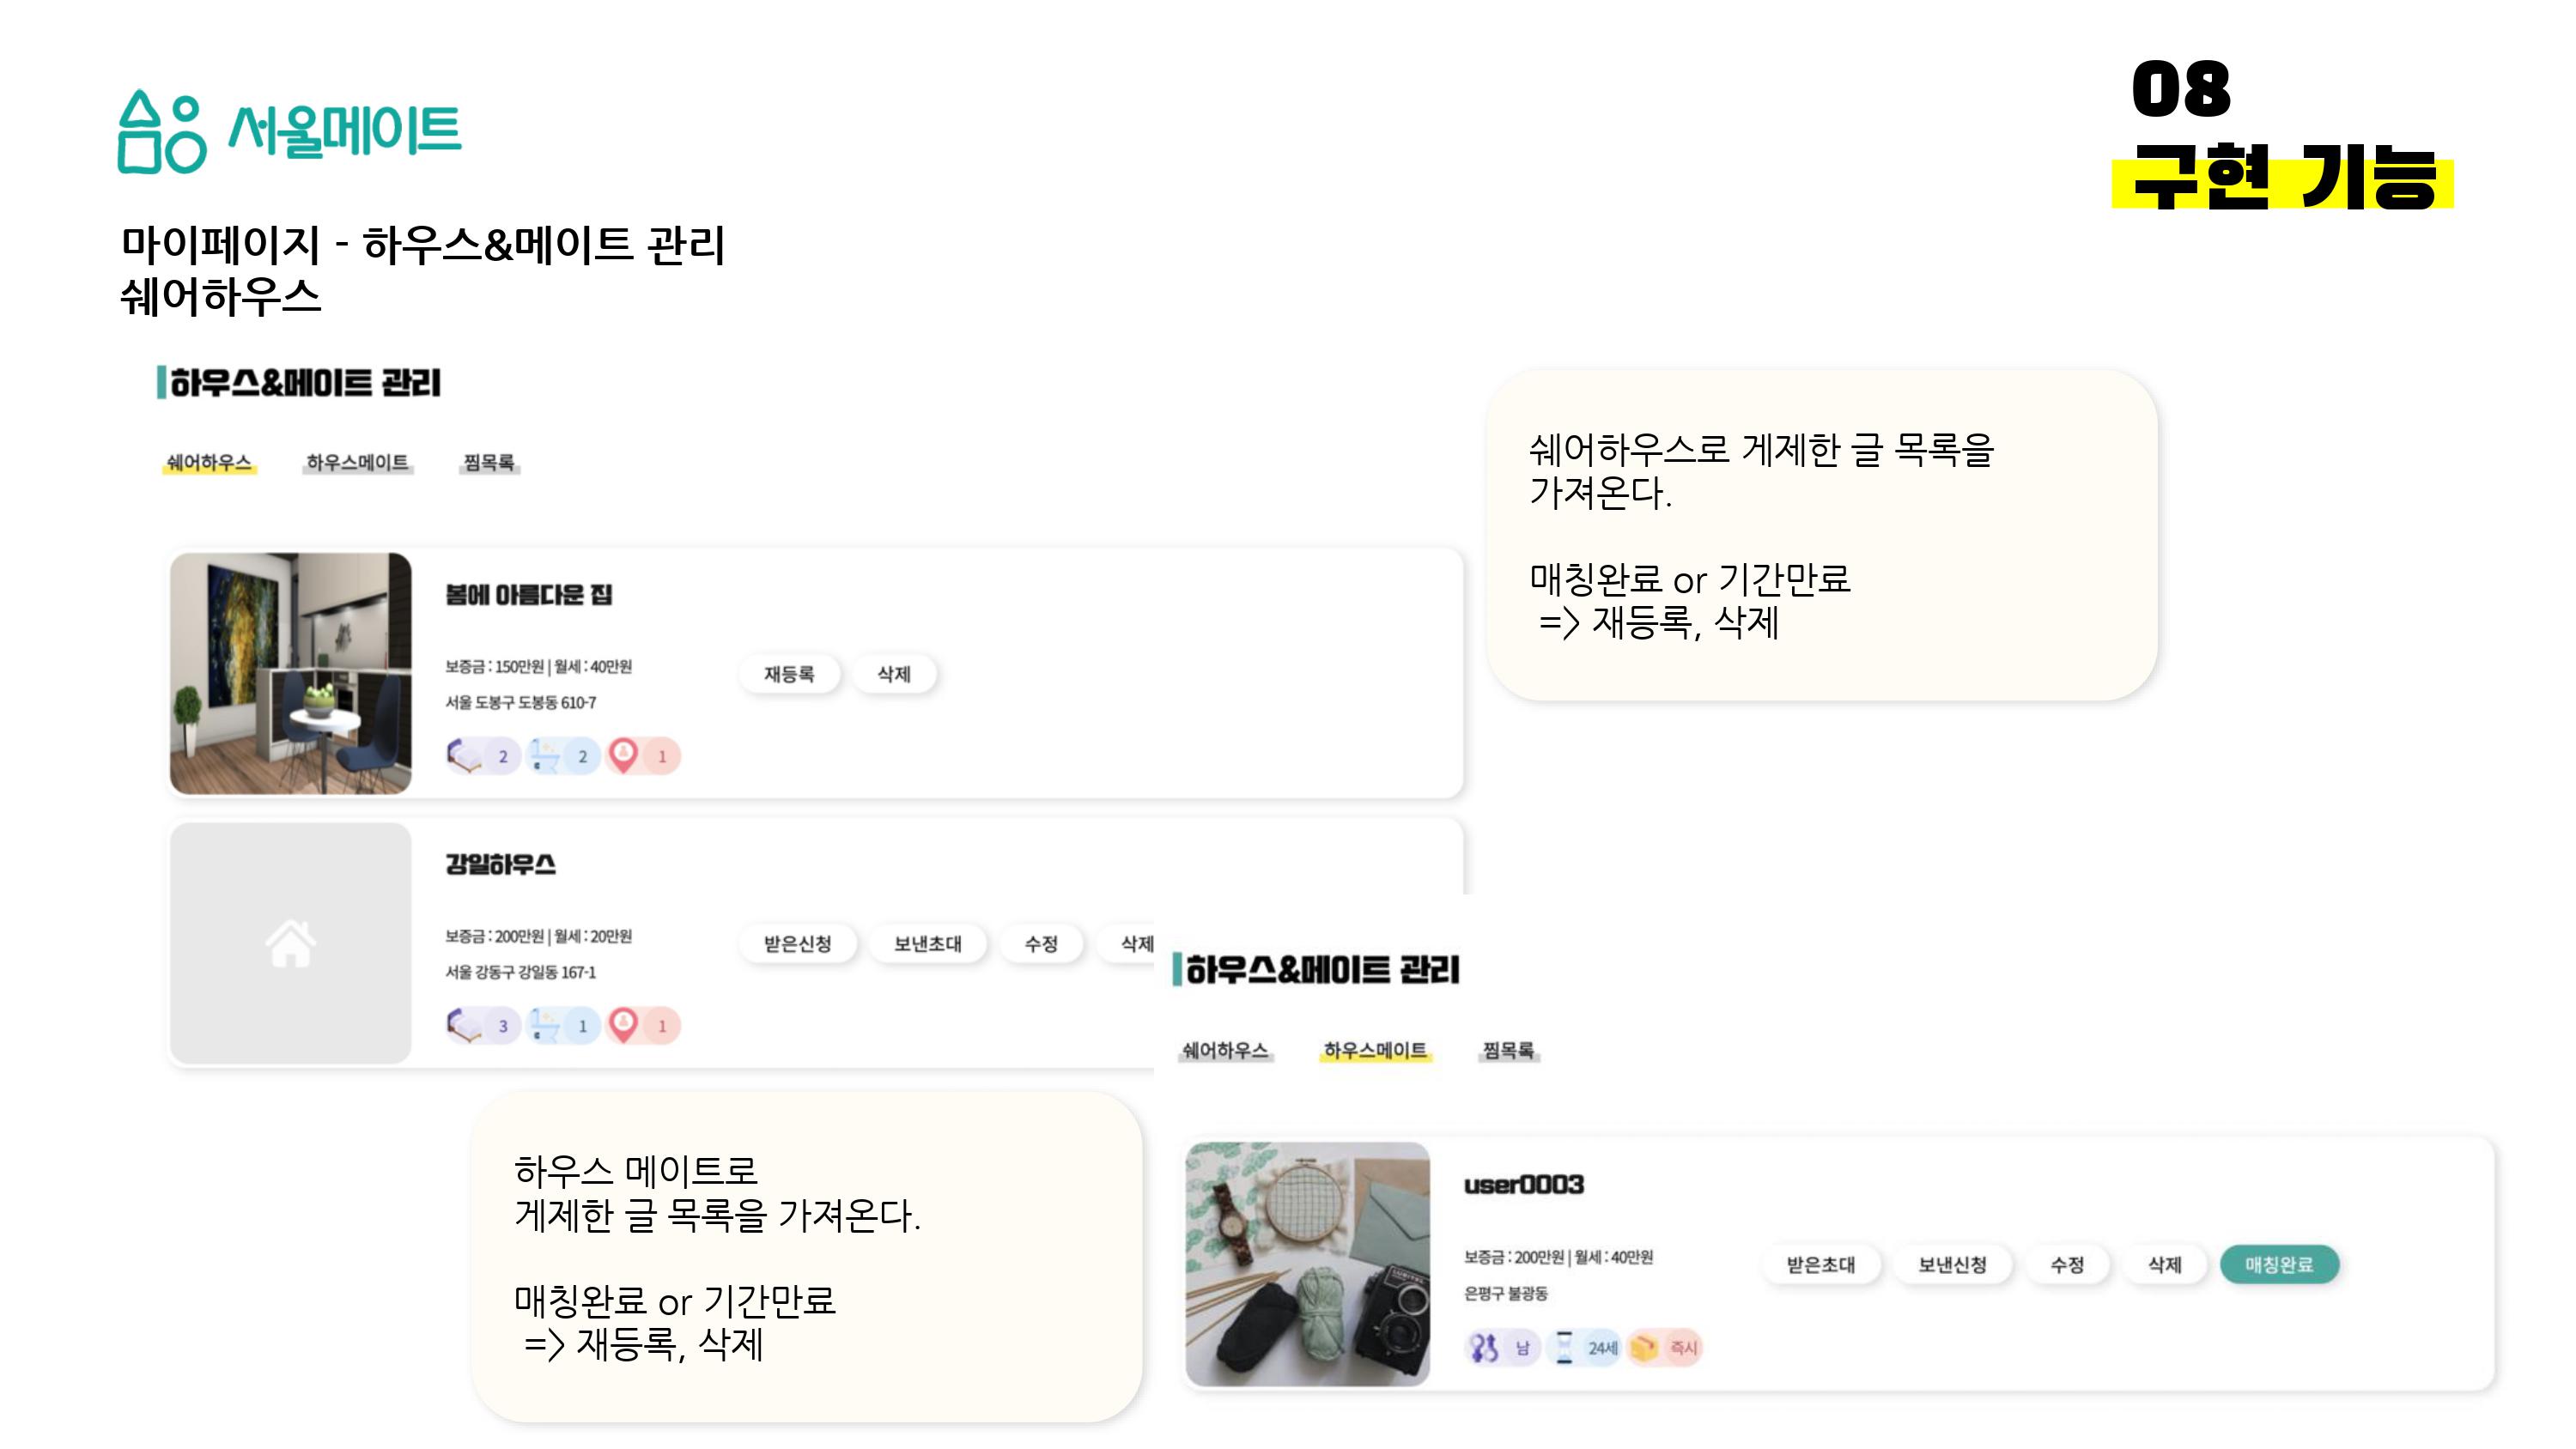 서울메이트
08
구현 기능
마이페이지 - 하우스&메이트 관리
쉐어하우스
하우스&메이트 관리
쉐어하우스 하우스메이트 찜목록
봄에 아름다운 집
보증금 : 150만원 | 월세 : 40만원
서울 도봉구 도봉동 610-7
재등록 삭제
2 2 1
강일하우스
보증금 : 200만원 | 월세 : 20만원
서울 강동구 강일동 167-1
받은신청 보낸초대 수정 삭제
3 1 1
쉐어하우스로 게제한 글 목록을
가져온다.
매칭완료 or 기간만료
=> 재등록, 삭제
하우스 메이트로
게제한 글 목록을 가져온다.
매칭완료 or 기간만료
=> 재등록, 삭제
하우스&메이트 관리
쉐어하우스 하우스메이트 찜목록
user0003
보증금 : 200만원 | 월세 : 40만원
은평구 불광동
받은초대 보낸신청 수정 삭제 매칭완료
남 24세 즉시